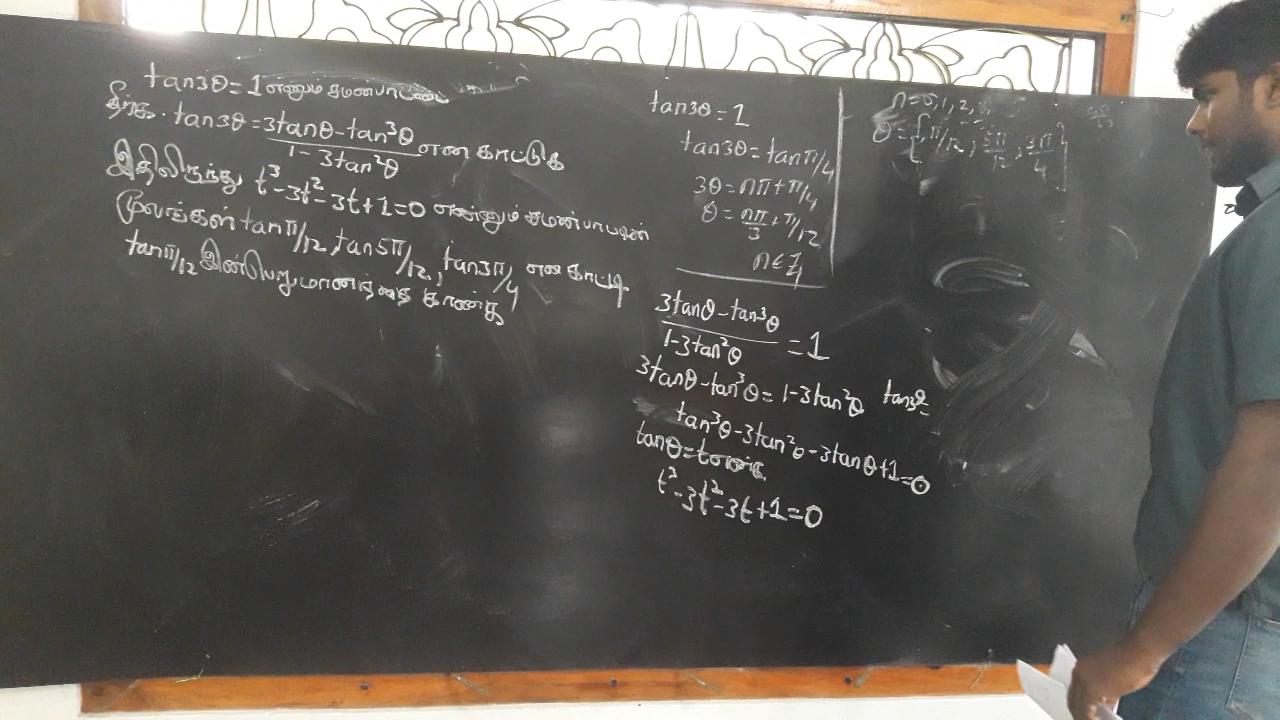 tan3θ = 1 எனும் சமன்பாட்டை
தீர்க்க. tan3θ = 3tanθ - tan³θ / 1 - 3tan²θ என காட்டுக
இதிலிருந்து t³ - 3t² - 3t + 1 = 0 என்னும் சமன்பாட்டின்
மூலங்கள் tanπ/12, tan5π/12, tan3π/4 என காட்டி
tanπ/12 இன் பெறுமானத்தை காண்க
tan3θ = 1
tan3θ = tanπ/4
3θ = nπ + π/4
θ = nπ/3 + π/12
n ∈ Z
3tanθ - tan³θ / 1 - 3tan²θ = 1
3tanθ - tan³θ = 1 - 3tan²θ
tan3θ =
tan³θ - 3tan²θ - 3tanθ + 1 = 0
tanθ = t என்க
t³ - 3t² - 3t + 1 = 0
n = 0, 1, 2,
θ = { π/12, 5π/12, 3π/4 }